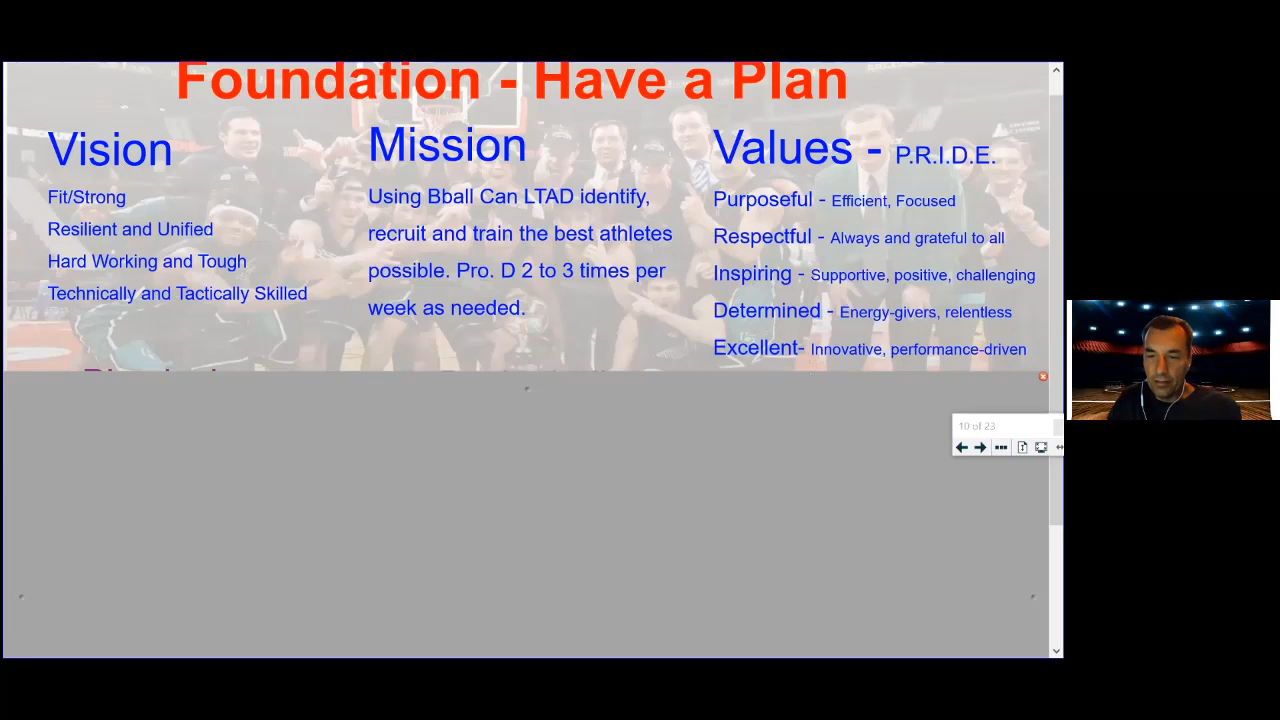 Foundation - Have a Plan
Vision
Fit/Strong
Resilient and Unified
Hard Working and Tough
Technically and Tactically Skilled
Mission
Using Bball Can LTAD identify,
recruit and train the best athletes
possible. Pro. D 2 to 3 times per
week as needed.
Values - P.R.I.D.E.
Purposeful - Efficient, Focused
Respectful - Always and grateful to all
Inspiring - Supportive, positive, challenging
Determined - Energy-givers, relentless
Excellent- Innovative, performance-driven
10 of 23